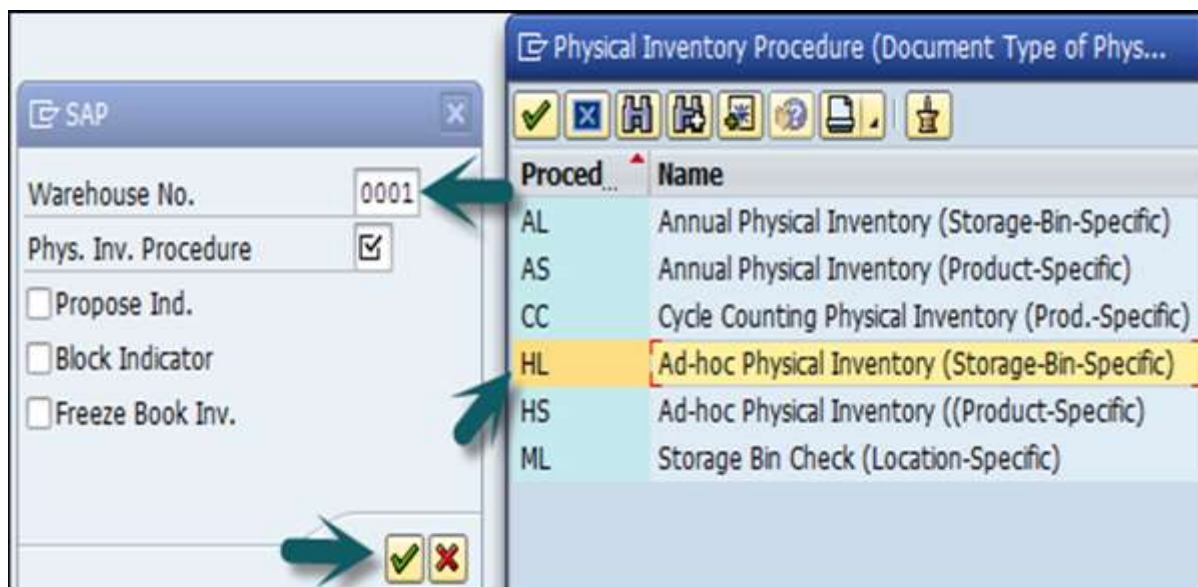 SAP
Warehouse No. 0001
Phys. Inv. Procedure
Propose Ind.
Block Indicator
Freeze Book Inv.
Physical Inventory Procedure (Document Type of Phys...
Proced... Name
AL Annual Physical Inventory (Storage-Bin-Specific)
AS Annual Physical Inventory (Product-Specific)
CC Cycle Counting Physical Inventory (Prod.-Specific)
HL Ad-hoc Physical Inventory (Storage-Bin-Specific)
HS Ad-hoc Physical Inventory ((Product-Specific)
ML Storage Bin Check (Location-Specific)